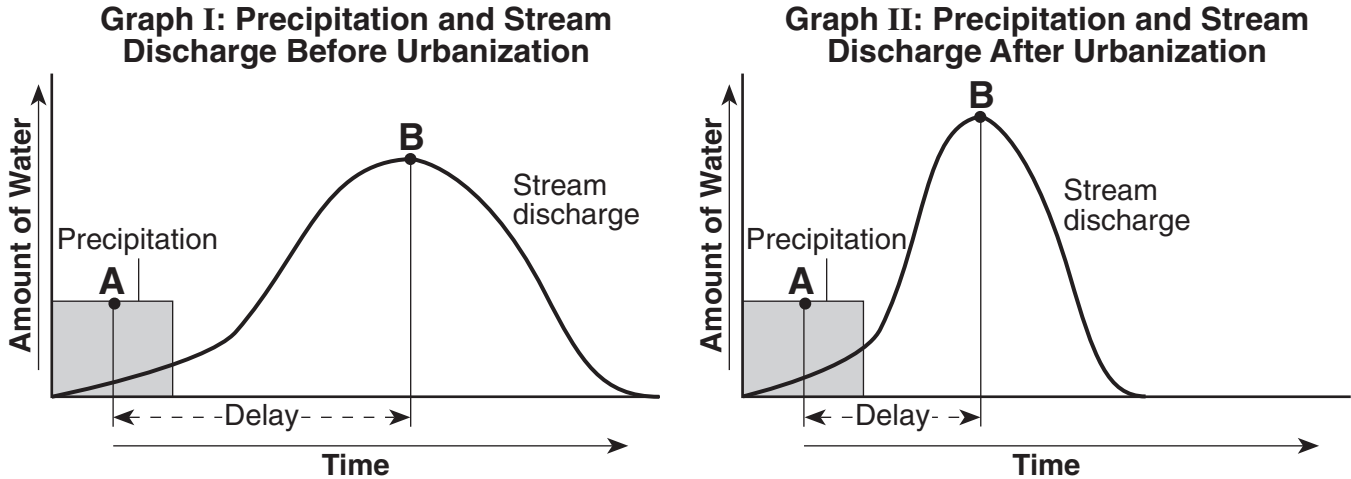 Graph I: Precipitation and Stream
Discharge Before Urbanization
Amount of Water
B
Stream
discharge
Precipitation
A
Delay
Time
Graph II: Precipitation and Stream
Discharge After Urbanization
Amount of Water
B
Stream
discharge
Precipitation
A
Delay
Time